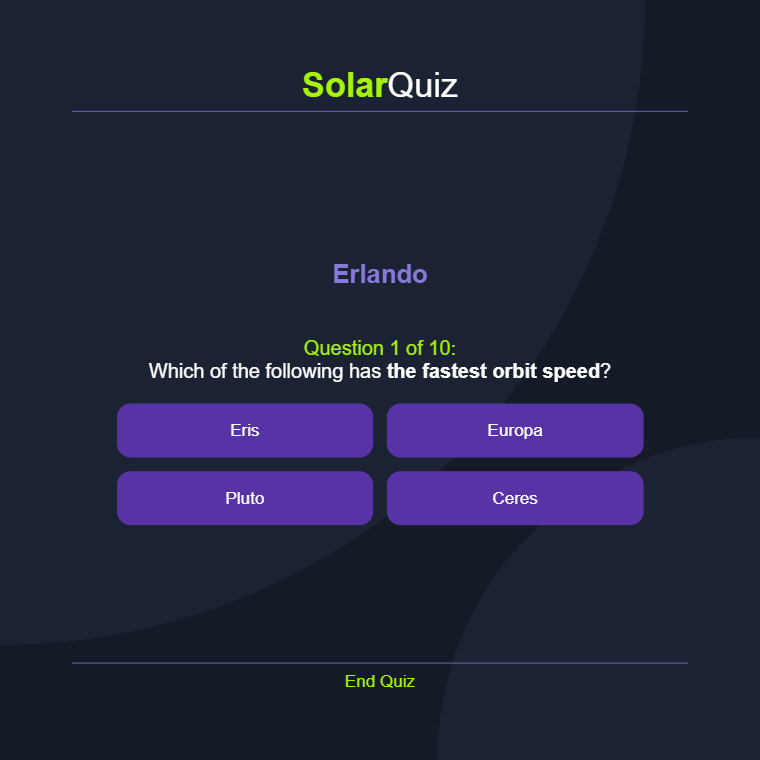 SolarQuiz
Erlando
Question 1 of 10:
Which of the following has the fastest orbit speed?
Eris
Europa
Pluto
Ceres
End Quiz